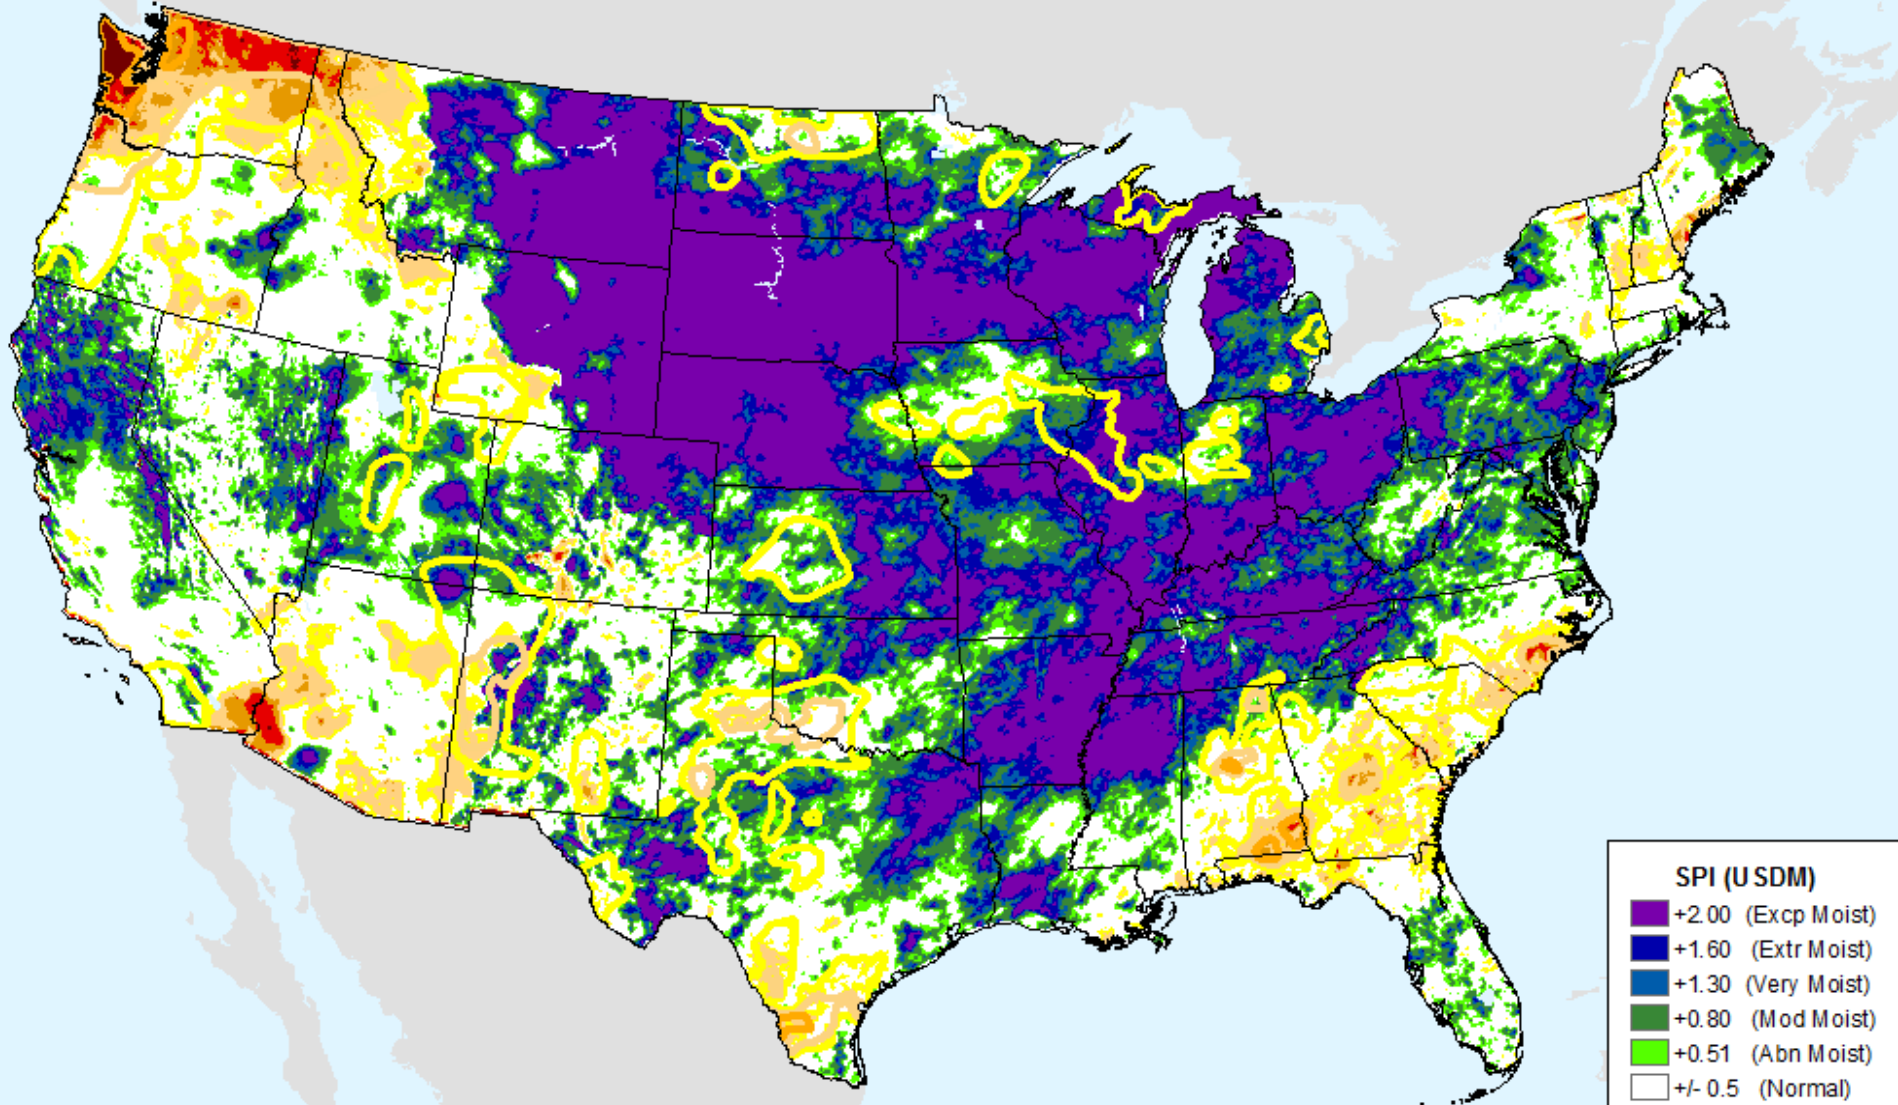 SPI (USDM)
+2.00 (Excp Moist)
+1.60 (Extr Moist)
+1.30 (Very Moist)
+0.80 (Mod Moist)
+0.51 (Abn Moist)
+/- 0.5 (Normal)